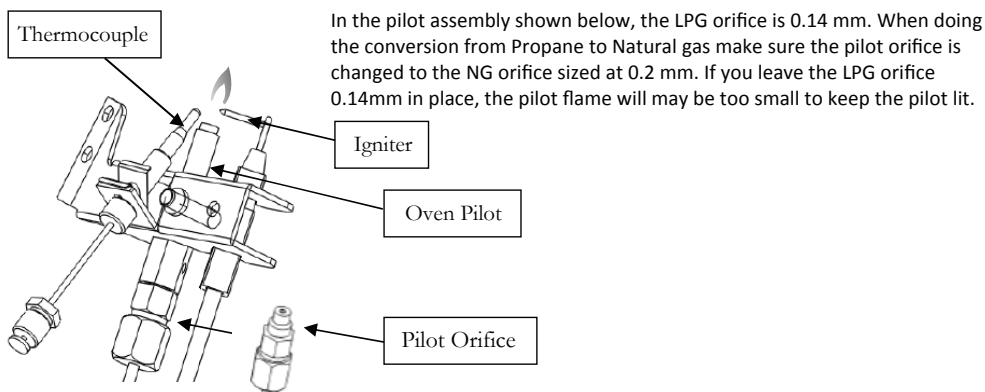 In the pilot assembly shown below, the LPG orifice is 0.14 mm. When doing
the conversion from Propane to Natural gas make sure the pilot orifice is
changed to the NG orifice sized at 0.2 mm. If you leave the LPG orifice
0.14mm in place, the pilot flame will may be too small to keep the pilot lit.
Thermocouple
Igniter
Oven Pilot
Pilot Orifice